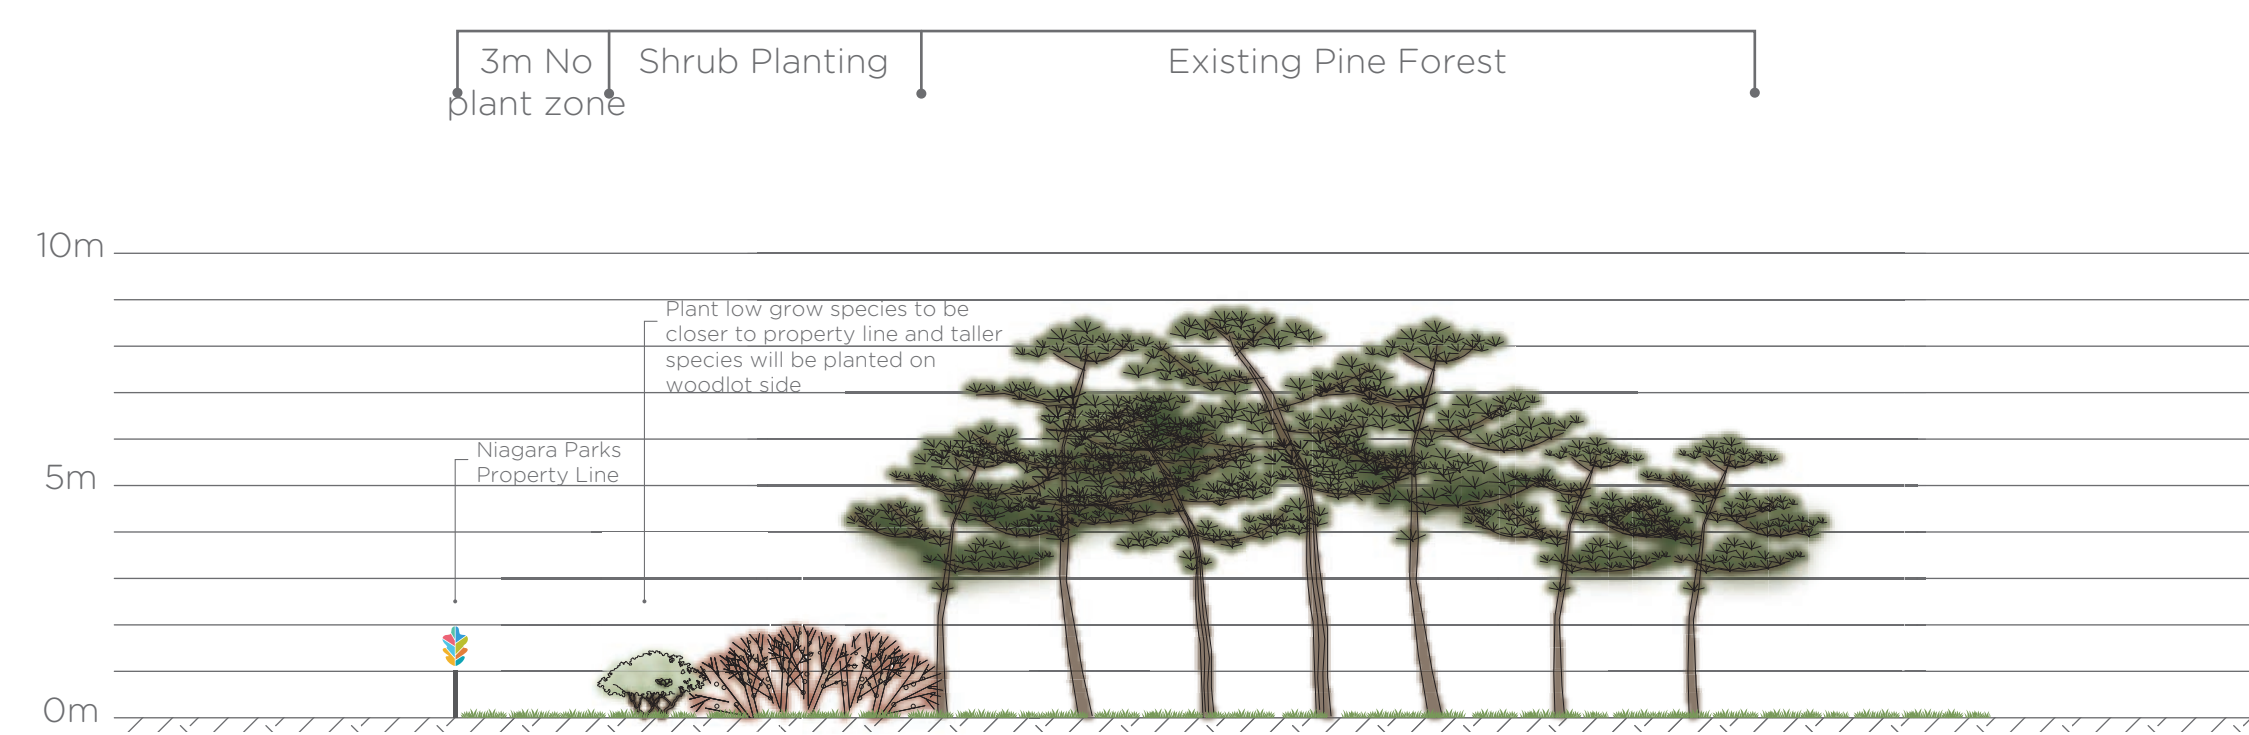 3m No
plant zone
Shrub Planting
Existing Pine Forest
10m
Plant low grow species to be
closer to property line and taller
species will be planted on
woodlot side
Niagara Parks
Property Line
5m
0m